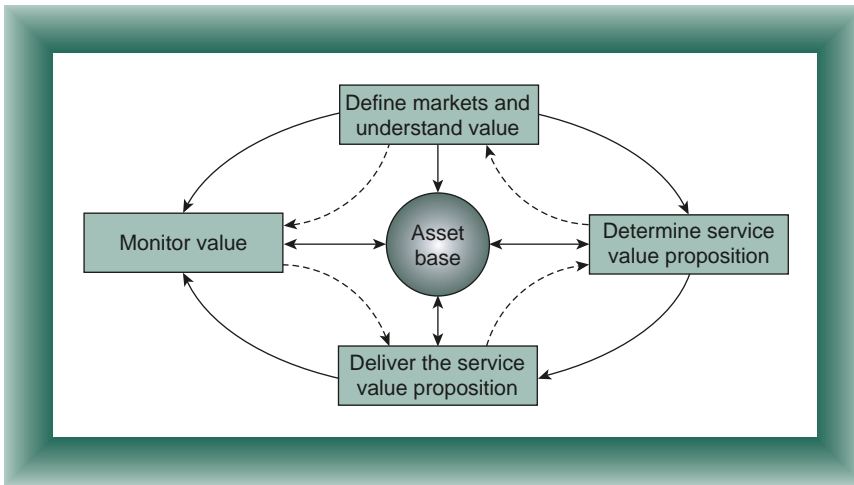 Define markets and
understand value
Monitor value
Asset
base
Determine service
value proposition
Deliver the service
value proposition